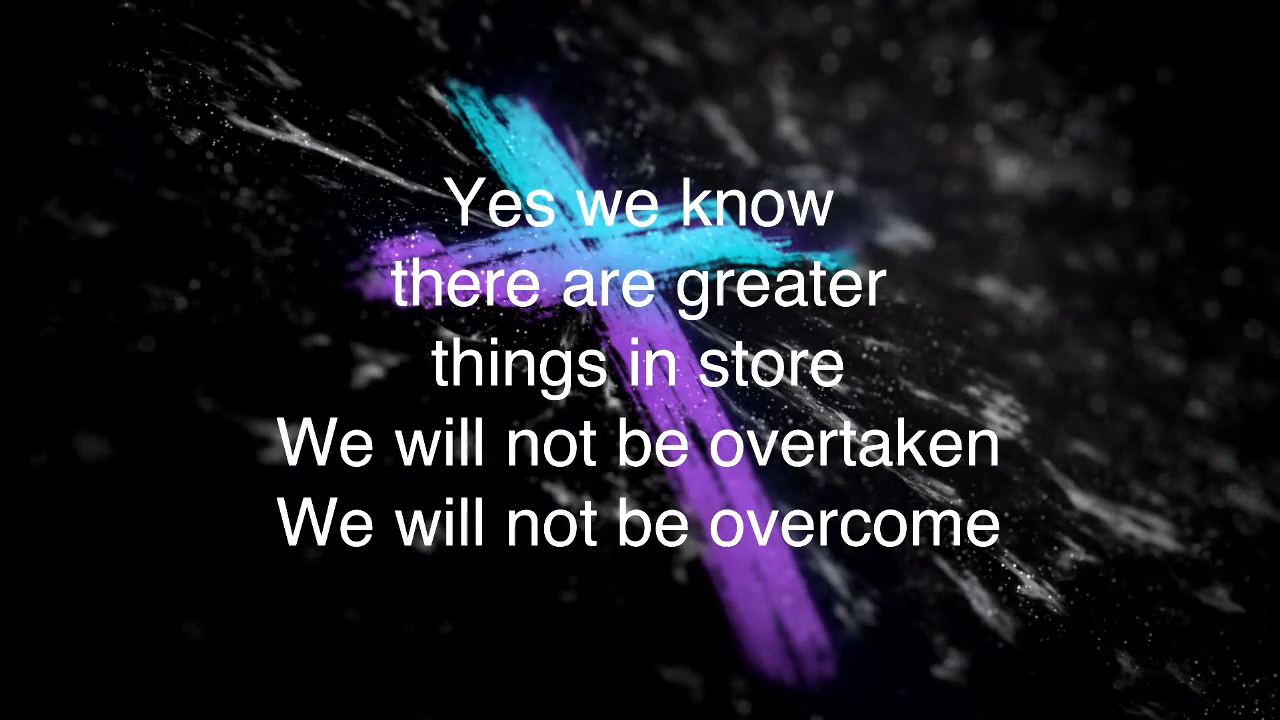 Yes we know
there are greater
things in store
We will not be overtaken
We will not be overcome